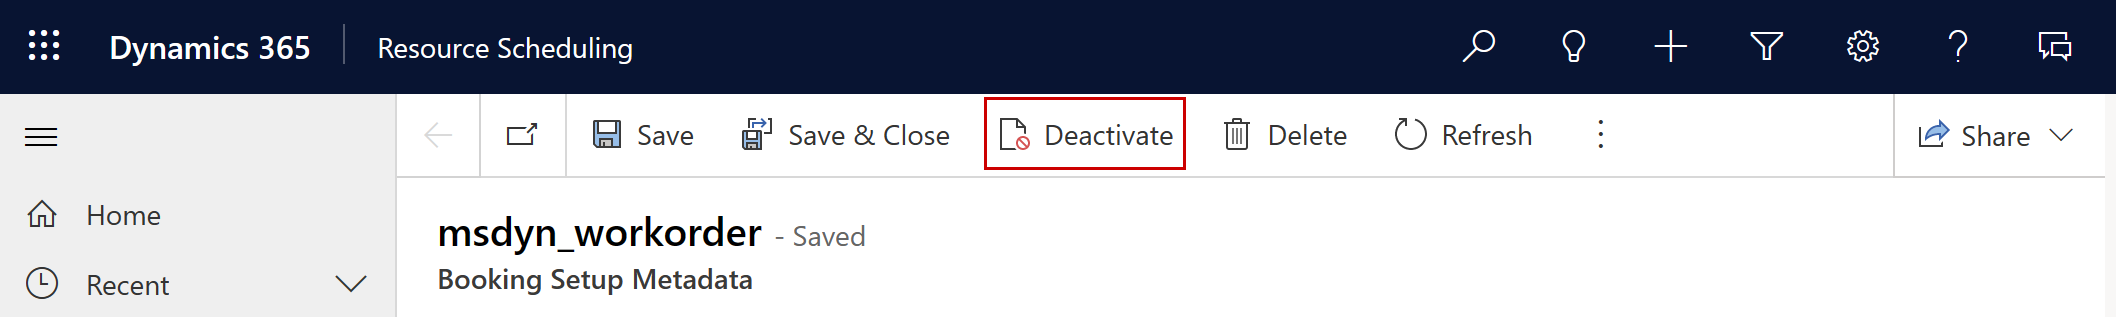 Dynamics 365 Resource Scheduling
Save Save & Close Deactivate Delete Refresh Share
Home
Recent
msdyn_workorder - Saved
Booking Setup Metadata